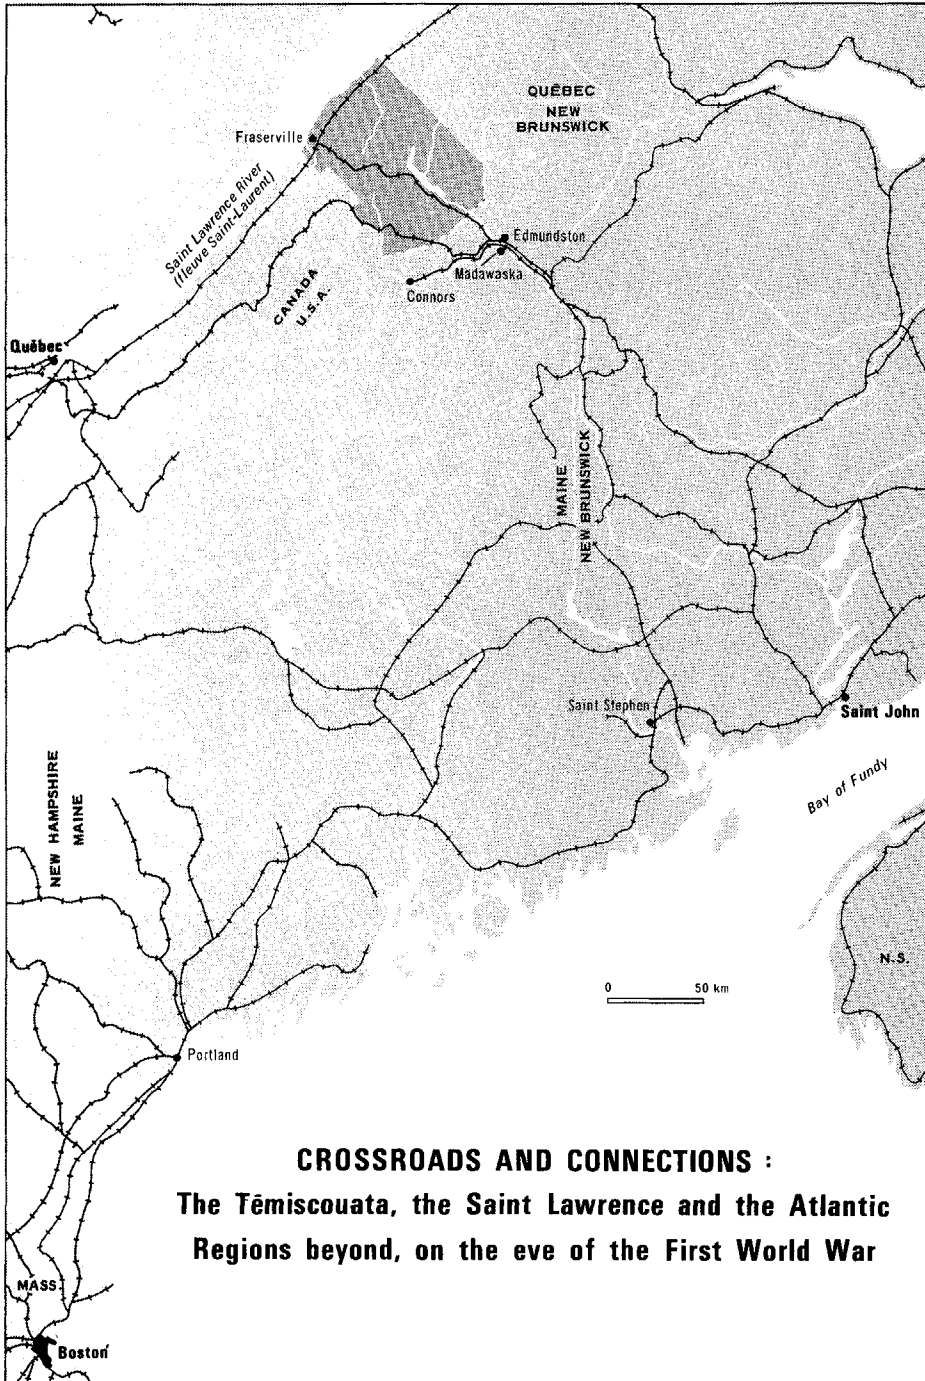 QUÉBEC
NEW
BRUNSWICK
Fraserville
Saint Lawrence River
(fleuve Saint-Laurent)
Edmundston
Madawaska
CANADA
U.S.A.
Connors
Québec
MAINE
NEW BRUNSWICK
Saint Stephen
Saint John
NEW HAMPSHIRE
MAINE
Bay of Fundy
N.S.
0 50 km
Portland
CROSSROADS AND CONNECTIONS :
The Témiscouata, the Saint Lawrence and the Atlantic
Regions beyond, on the eve of the First World War
MASS.
Boston